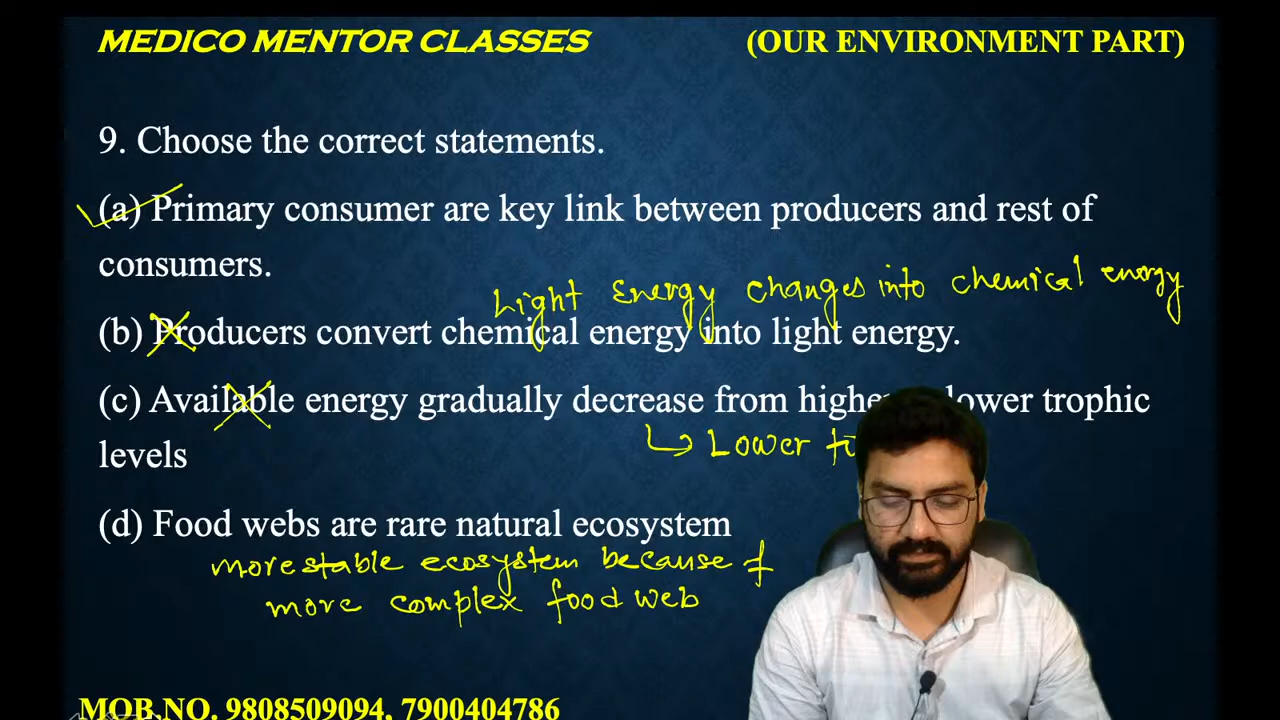 MEDICO MENTOR CLASSES (OUR ENVIRONMENT PART)
9. Choose the correct statements.
(a) Primary consumer are key link between producers and rest of
consumers.
Light Energy changes into chemical energy
(b) Producers convert chemical energy into light energy.
(c) Available energy gradually decrease from lower trophic
levels
Lower
(d) Food webs are rare natural ecosystem
more stable ecosystem because of
more complex food web
MOB.NO. 9808509094, 7900404786